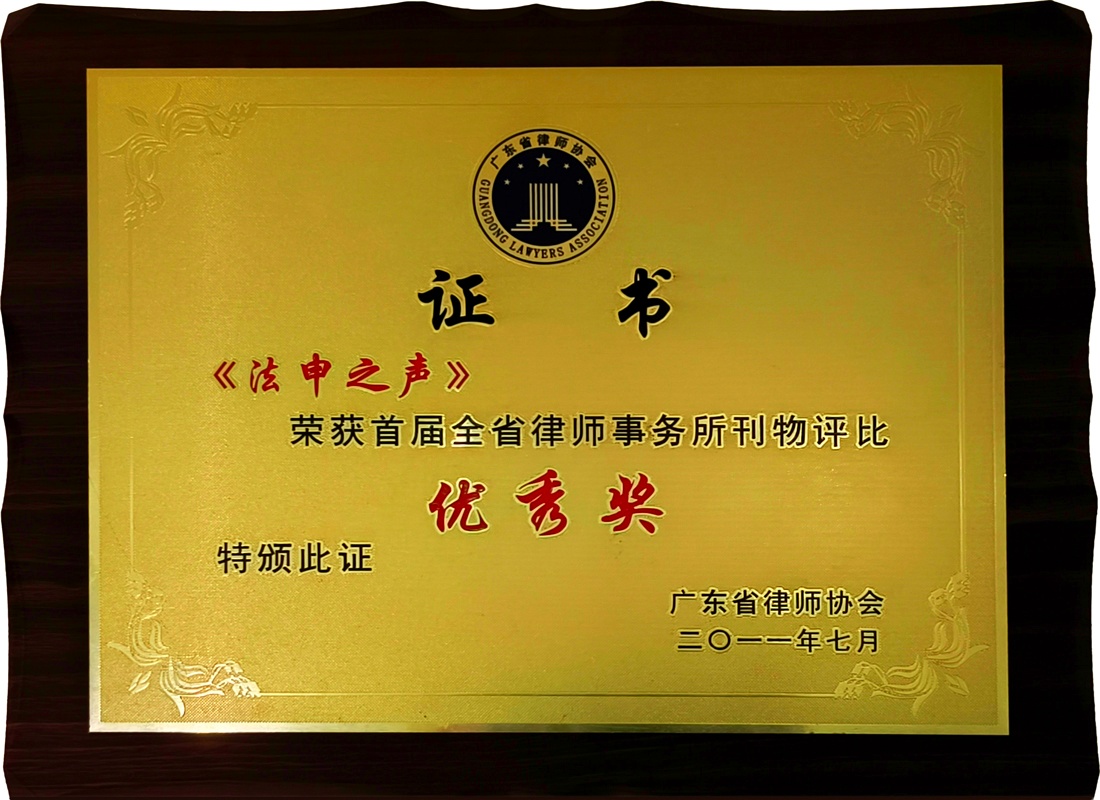 广东省律师协会
GUANGDONG LAWYERS ASSOCIATION
证书
《法申之声》
荣获首届全省律师事务所刊物评比
优秀奖
特颁此证
广东省律师协会
二〇一一年七月